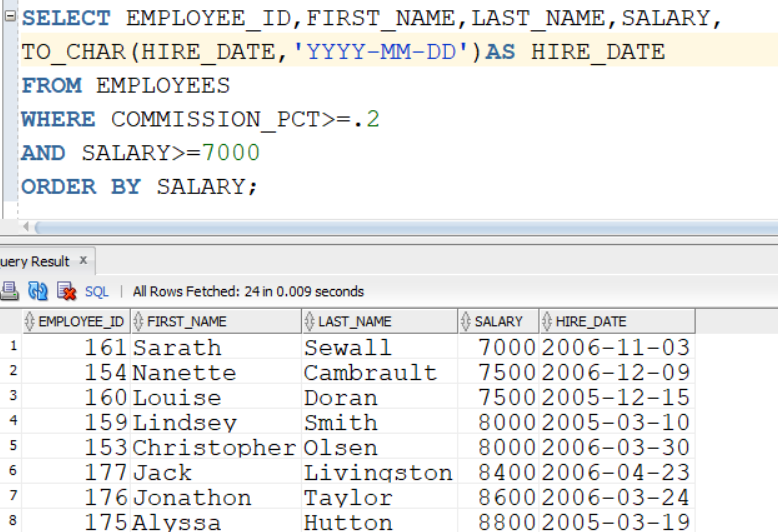 SELECT EMPLOYEE_ID,FIRST_NAME,LAST_NAME,SALARY,
TO_CHAR(HIRE_DATE,'YYYY-MM-DD')AS HIRE_DATE
FROM EMPLOYEES
WHERE COMMISSION_PCT>=.2
AND SALARY>=7000
ORDER BY SALARY;
uery Result x
SQL | All Rows Fetched: 24 in 0.009 seconds
EMPLOYEE_ID FIRST_NAME LAST_NAME SALARY HIRE_DATE
1 161 Sarath Sewall 7000 2006-11-03
2 154 Nanette Cambrault 7500 2006-12-09
3 160 Louise Doran 7500 2005-12-15
4 159 Lindsey Smith 8000 2005-03-10
5 153 Christopher Olsen 8000 2006-03-30
6 177 Jack Livingston 8400 2006-04-23
7 176 Jonathon Taylor 8600 2006-03-24
8 175 Alyssa Hutton 8800 2005-03-19